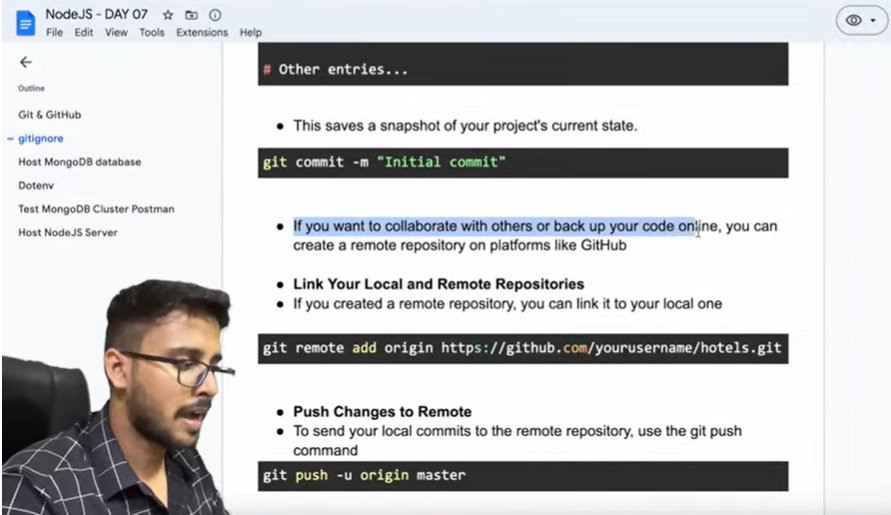 NodeJS - DAY 07
File Edit View Tools Extensions Help
Outline
Git & GitHub
gitignore
Host MongoDB database
Dotenv
Test MongoDB Cluster Postman
Host NodeJS Server
# Other entries...
● This saves a snapshot of your project's current state.
git commit -m "Initial commit"
● If you want to collaborate with others or back up your code online, you can
create a remote repository on platforms like GitHub
● Link Your Local and Remote Repositories
● If you created a remote repository, you can link it to your local one
git remote add origin https://github.com/yourusername/hotels.git
● Push Changes to Remote
● To send your local commits to the remote repository, use the git push
command
git push -u origin master